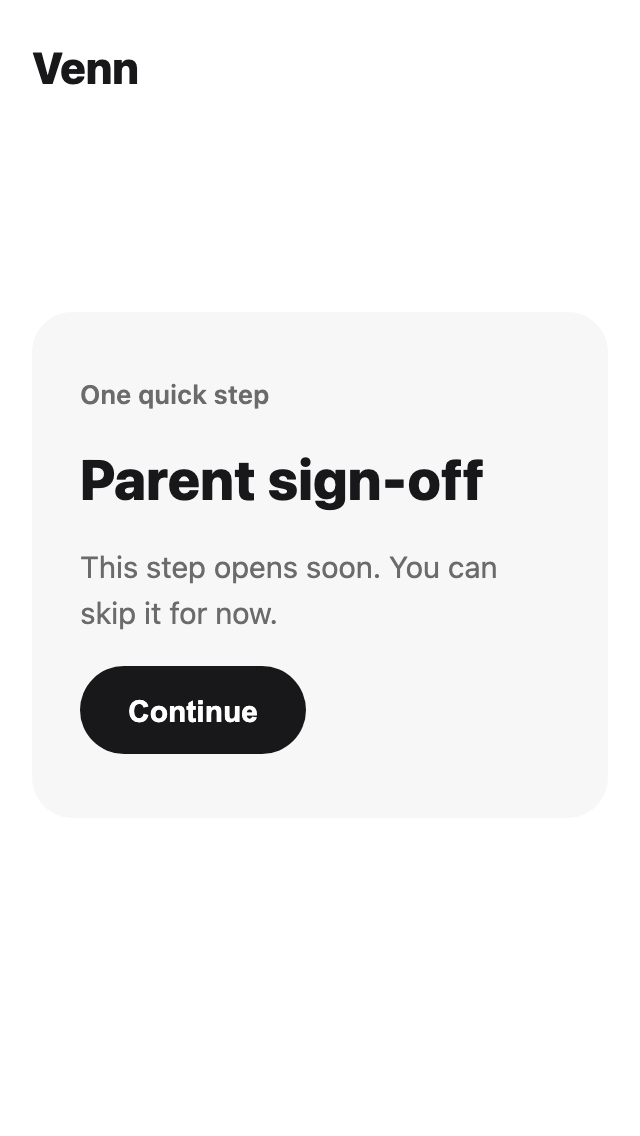 Venn
One quick step
Parent sign-off
This step opens soon. You can
skip it for now.
Continue